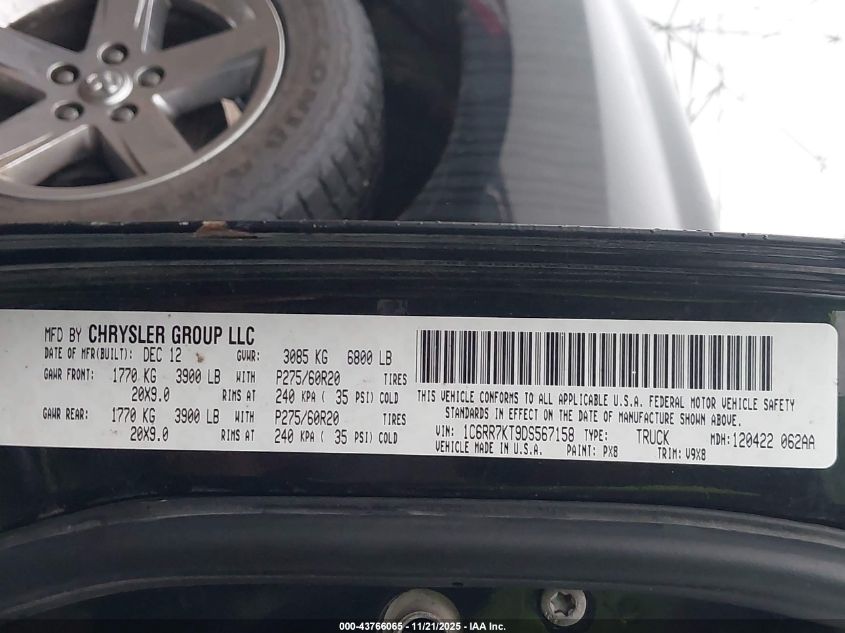 MFD BY CHRYSLER GROUP LLC
DATE OF MFR(BUILT): DEC 12 GVWR: 3085 KG 6800 LB
GAWR FRONT: 1770 KG 3900 LB WITH P275/60R20 TIRES
20X9.0 RIMS AT 240 KPA ( 35 PSI) COLD
GAWR REAR: 1770 KG 3900 LB WITH P275/60R20 TIRES
20X9.0 RIMS AT 240 KPA ( 35 PSI) COLD
THIS VEHICLE CONFORMS TO ALL APPLICABLE U.S.A. FEDERAL MOTOR VEHICLE SAFETY
STANDARDS IN EFFECT ON THE DATE OF MANUFACTURE SHOWN ABOVE.
VIN: 1C6RR7KT9DS567158 TYPE: TRUCK MDH: 120422 062AA
VEHICLE MADE IN U.S.A. PAINT: PX8 TRIM: V9X8
000-43766065 - 11/21/2025 - IAA Inc.